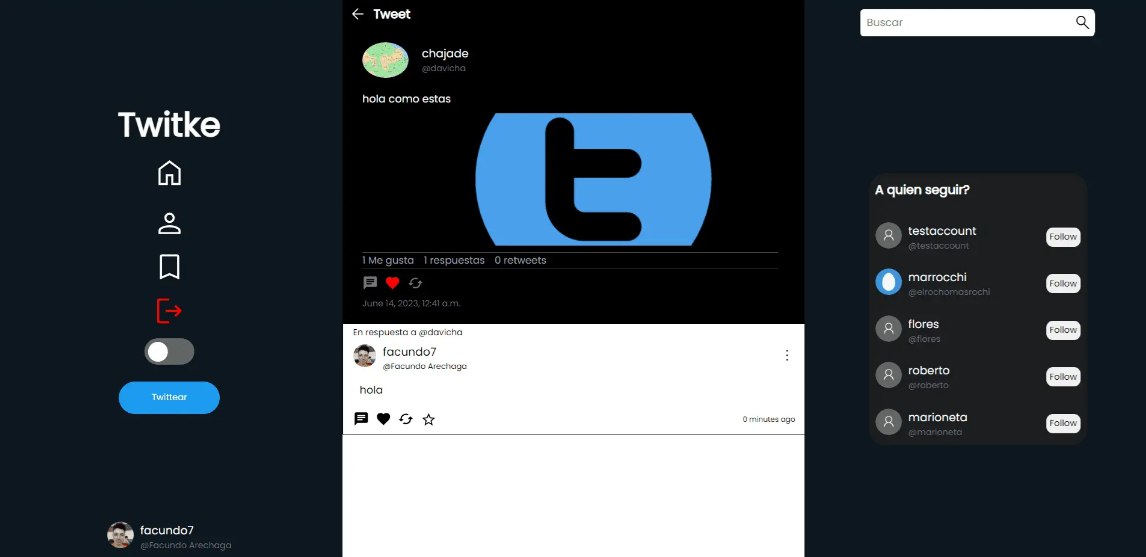 Twitke
Twittear
facundo7
@Facundo Arechaga
Tweet
chajade
@davicha
hola como estas
1 Me gusta 1 respuestas 0 retweets
June 14, 2023, 12:41 a.m.
En respuesta a @davicha
facundo7
@Facundo Arechaga
hola
0 minutes ago
Buscar
A quien seguir?
testaccount
@testaccount
Follow
marrocchi
@elrochomasrochi
Follow
flores
@flores
Follow
roberto
@roberto
Follow
marioneta
@marioneto
Follow